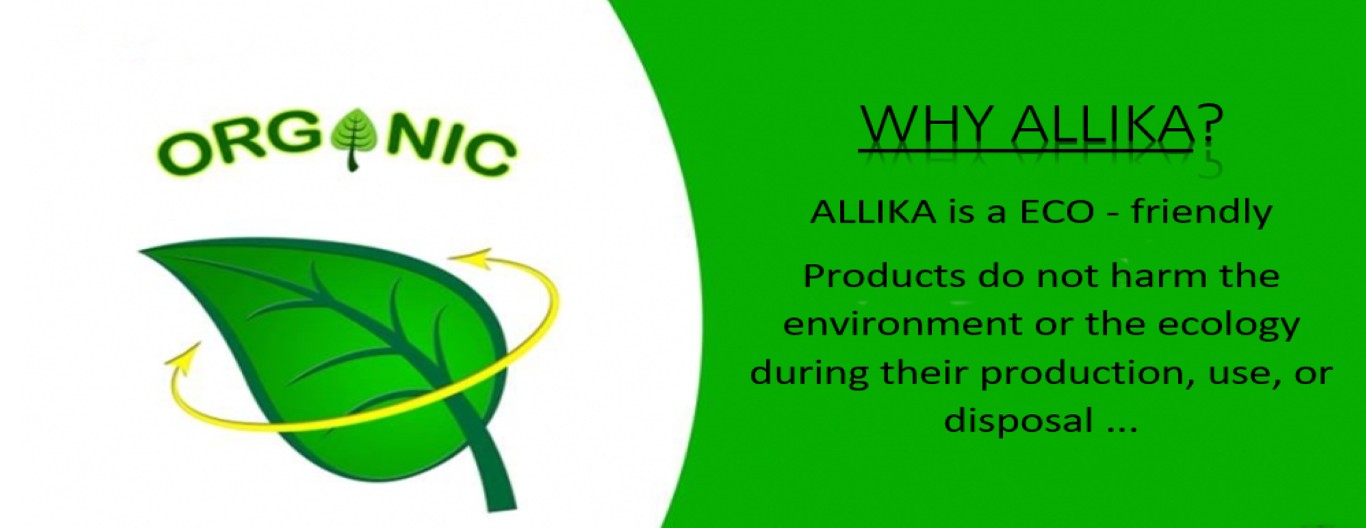 ORGANIC
WHY ALLIKA?
ALLIKA is a ECO - friendly
Products do not harm the
environment or the ecology
during their production, use, or
disposal ...